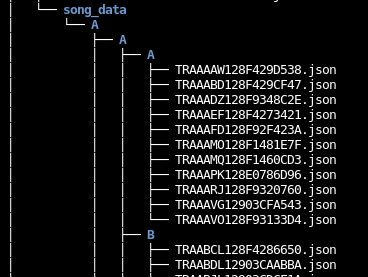 song_data
A
A
A
TRAAAAW128F429D538.json
TRAAABD128F429CF47.json
TRAAADZ128F9348C2E.json
TRAAAEF128F4273421.json
TRAAAFD128F92F423A.json
TRAAAMO128F1481E7F.json
TRAAAMQ128F1460CD3.json
TRAAAPK128E0786D96.json
TRAAARJ128F9320760.json
TRAAAVG12903CFA543.json
TRAAAVO128F93133D4.json
B
TRAABCL128F4286650.json
TRAABDL12903CAABBA.json